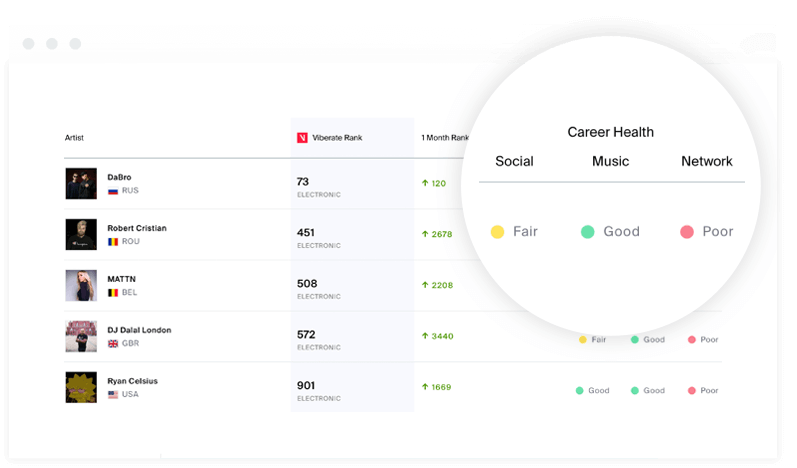 Artist Viberate Rank 1 Month Rank
Career Health
Social Music Network
Fair Good Poor
DaBro
RUS
73
ELECTRONIC
↑ 120
Robert Cristian
ROU
451
ELECTRONIC
↑ 2678
MATTN
BEL
508
ELECTRONIC
↑ 2208
DJ Dalal London
GBR
572
ELECTRONIC
↑ 3440
Fair Good Poor
Ryan Celsius
USA
901
ELECTRONIC
↑ 1669
Good Good Poor